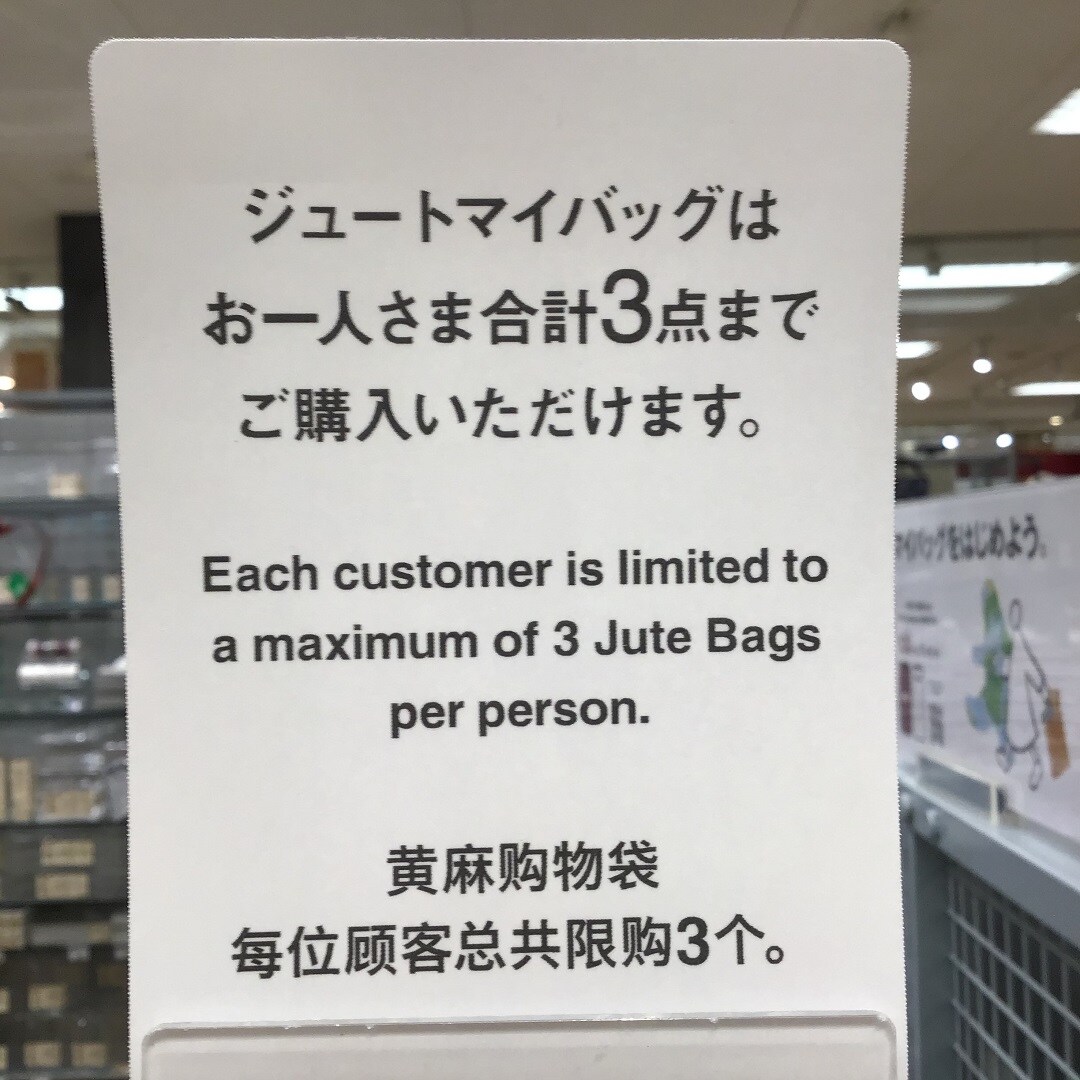 ジュートマイバッグは
お一人さま合計3点まで
ご購入いただけます。
Each customer is limited to
a maximum of 3 Jute Bags
per person.
黄麻购物袋
每位顾客总共限购3个。
マイバッグをはじめよう。